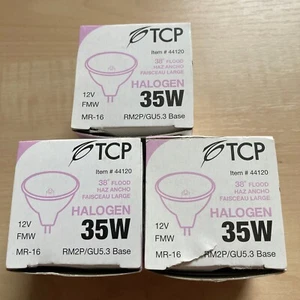 TCP
Item # 44120
38° FLOOD
HAZ ANCHO
FAISCEAU LARGE
HALOGEN
12V
FMW
35W
MR-16
RM2P/GU5.3 Base
TCP
Item # 44120
38° FLOOD
HAZ ANCHO
FAISCEAU LARGE
HALOGEN
12V
FMW
35W
MR-16
RM2P/GU5.3 Base
TCP
Item # 44120
38° FLOOD
HAZ ANCHO
FAISCEAU LARGE
HALOGEN
12V
FMW
35W
MR-16
RM2P/GU5.3 Base